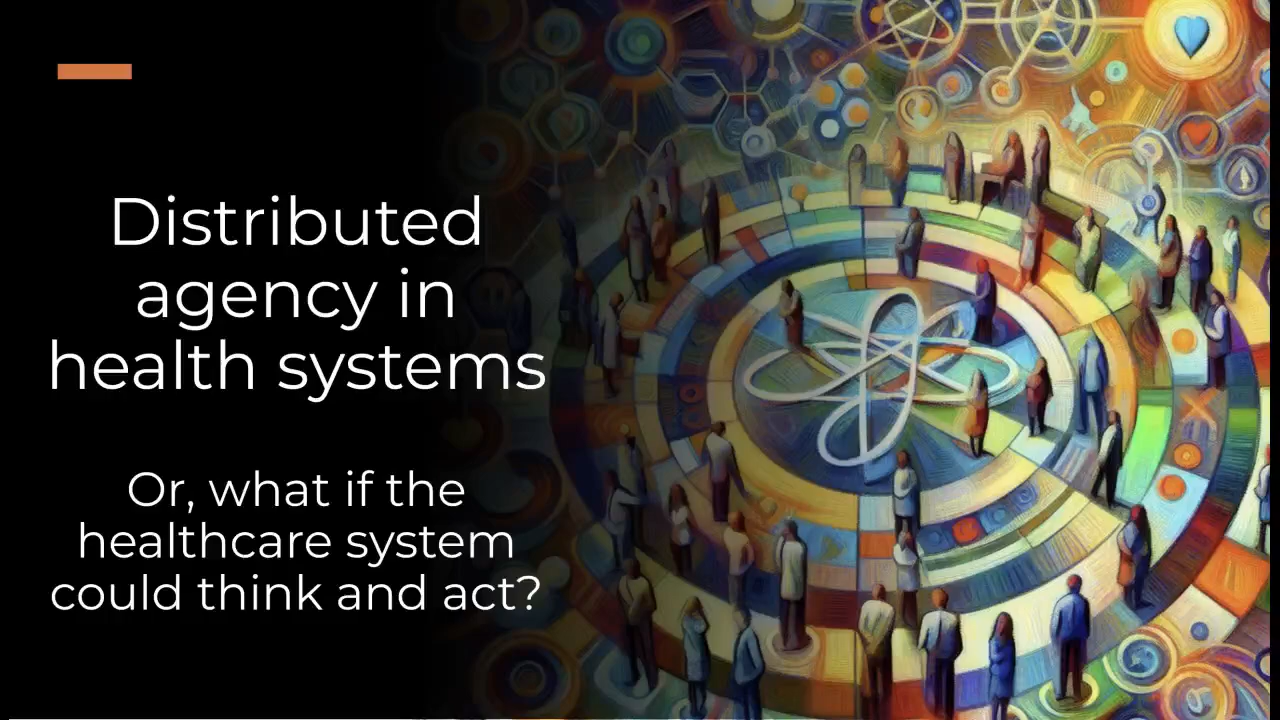 Distributed
agency in
health systems
Or, what if the
healthcare system
could think and act?